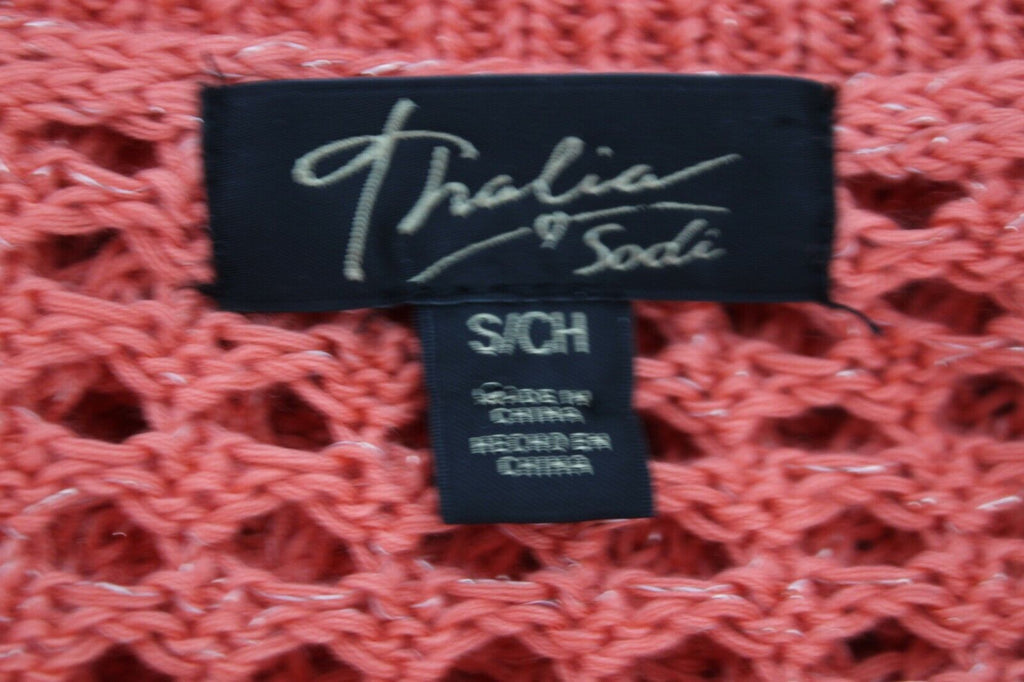 Thalia
Sodi
S/CH
MADE IN
CHINA
HECHO EN
CHINA